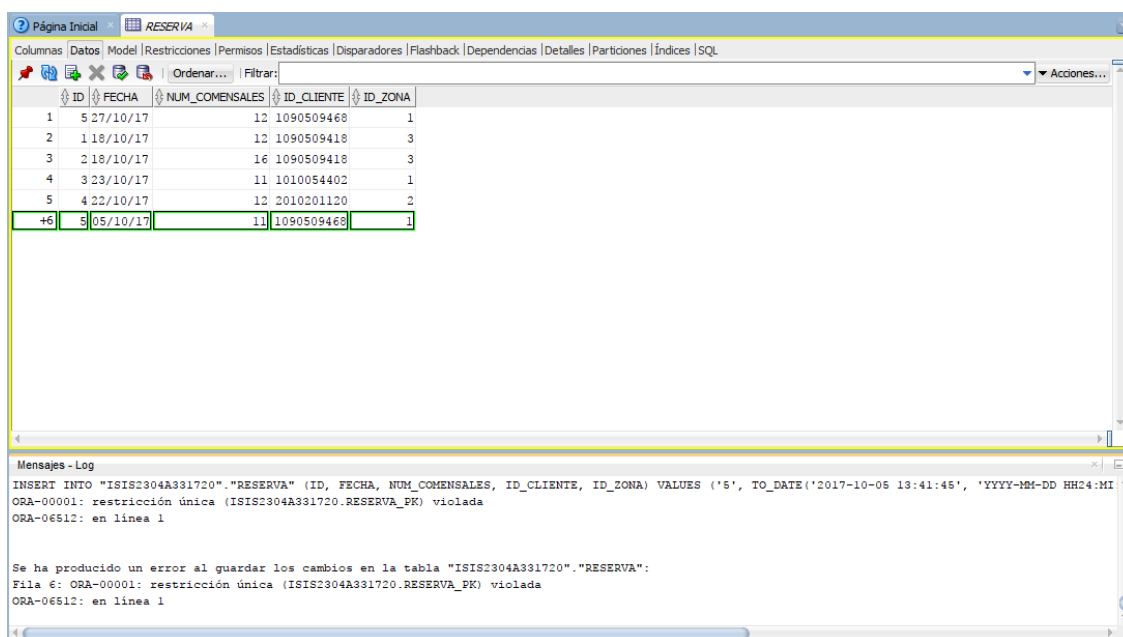 Página Inicial RESERVA
Columnas Datos Model Restricciones Permisos Estadísticas Disparadores Flashback Dependencias Detalles Particiones Índices SQL
Ordenar... Filtrar: Acciones...
ID FECHA NUM_COMENSALES ID_CLIENTE ID_ZONA
1 5 27/10/17 12 1090509468 1
2 1 18/10/17 12 1090509418 3
3 2 18/10/17 16 1090509418 3
4 3 23/10/17 11 1010054402 1
5 4 22/10/17 12 2010201120 2
+6 5 05/10/17 11 1090509468 1
Mensajes - Log
INSERT INTO "ISIS2304A331720"."RESERVA" (ID, FECHA, NUM_COMENSALES, ID_CLIENTE, ID_ZONA) VALUES ('5', TO_DATE('2017-10-05 13:41:45', 'YYYY-MM-DD HH24:MI:
ORA-00001: restricción única (ISIS2304A331720.RESERVA_PK) violada
ORA-06512: en línea 1
Se ha producido un error al guardar los cambios en la tabla "ISIS2304A331720"."RESERVA":
Fila 6: ORA-00001: restricción única (ISIS2304A331720.RESERVA_PK) violada
ORA-06512: en línea 1